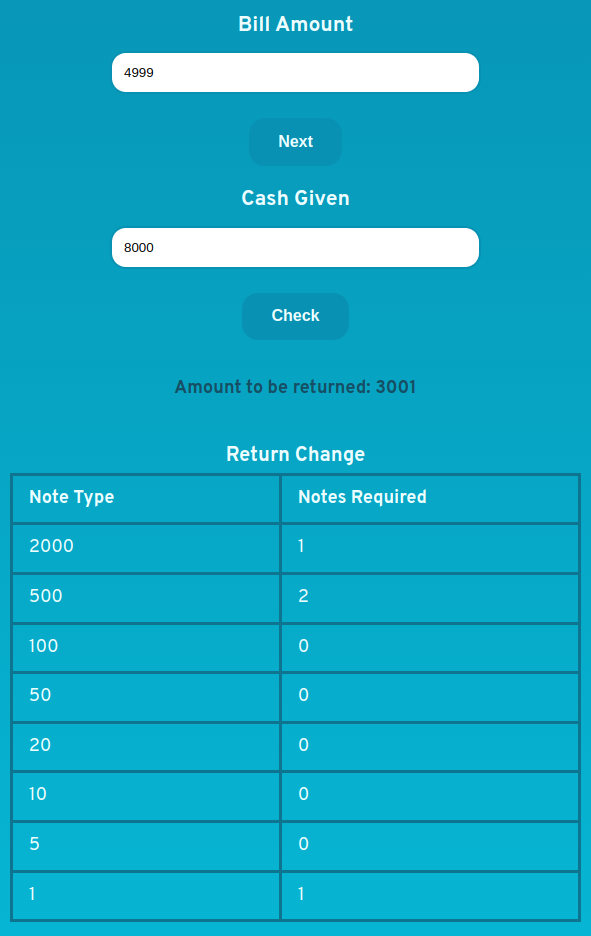 Bill Amount
4999
Next
Cash Given
8000
Check
Amount to be returned: 3001
Return Change
Note Type Notes Required
2000 1
500 2
100 0
50 0
20 0
10 0
5 0
1 1